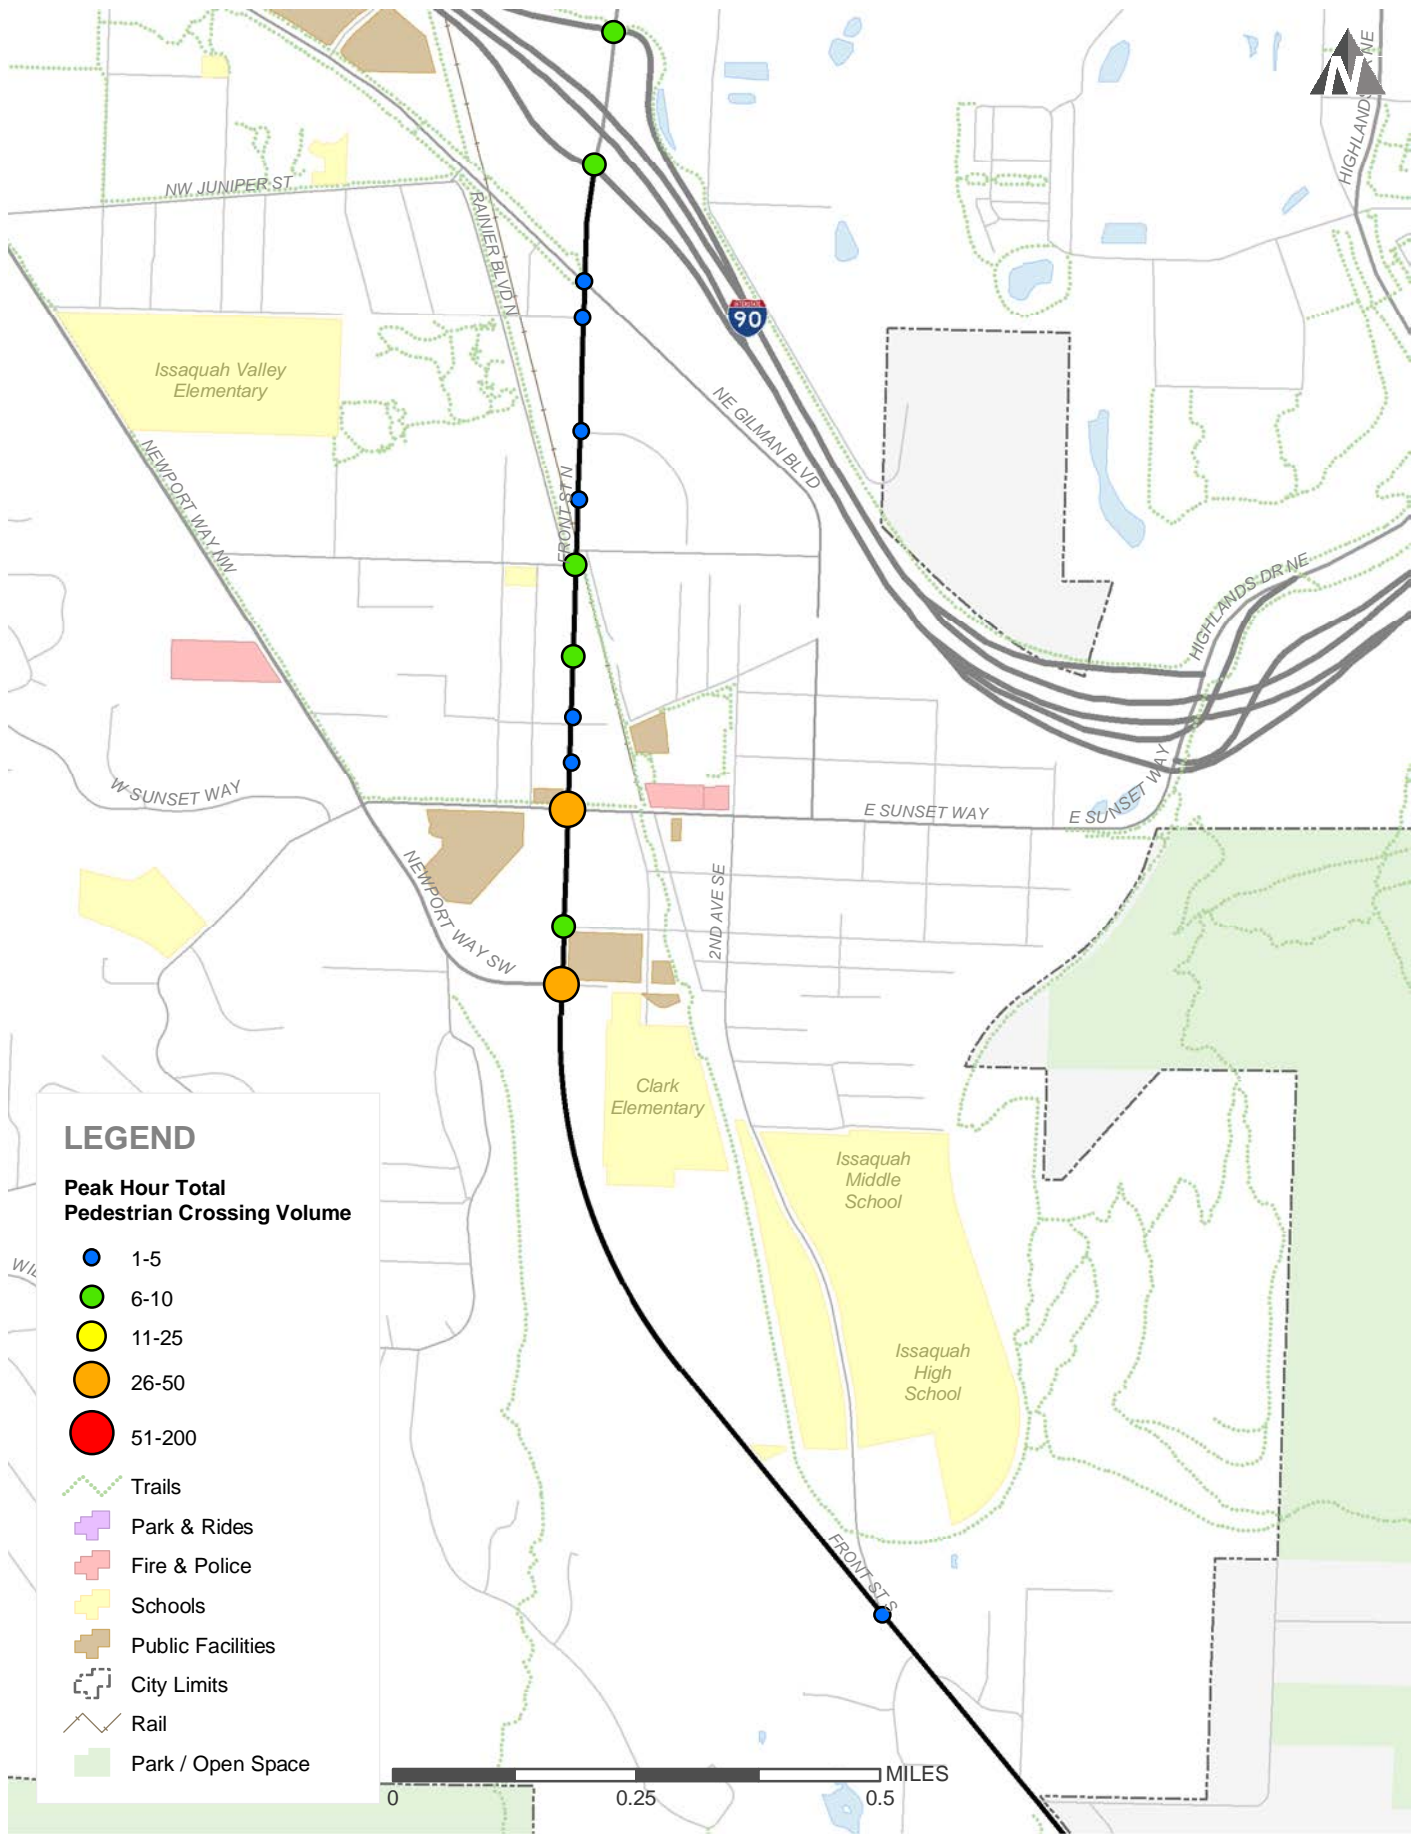 N
HIGHLANDS NE
NW JUNIPER ST
RAINIER BLVD N
90
Issaquah Valley
Elementary
NE GILMAN BLVD
NEWPORT WAY NW
FRONT ST N
HIGHLANDS DR NE
W SUNSET WAY
E SUNSET WAY
E SUNSET WAY
NEWPORT WAY SW
2ND AVE SE
Clark
Elementary
Issaquah
Middle
School
Issaquah
High
School
FRONT ST S
LEGEND
Peak Hour Total
Pedestrian Crossing Volume
1-5
6-10
11-25
26-50
51-200
Trails
Park & Rides
Fire & Police
Schools
Public Facilities
City Limits
Rail
Park / Open Space
MILES
0 0.25 0.5